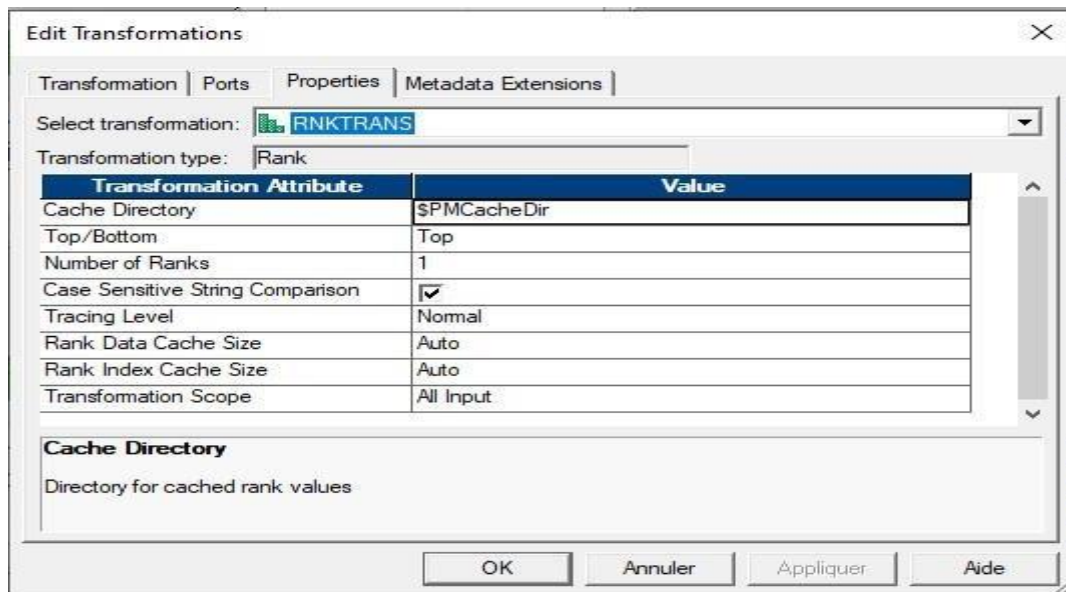 Edit Transformations
Transformation Ports Properties Metadata Extensions
Select transformation: RNKTRANS
Transformation type: Rank
Transformation Attribute Value
Cache Directory $PMCacheDir
Top/Bottom Top
Number of Ranks 1
Case Sensitive String Comparison
Tracing Level Normal
Rank Data Cache Size Auto
Rank Index Cache Size Auto
Transformation Scope All Input
Cache Directory
Directory for cached rank values
OK Annuler Appliquer Aide